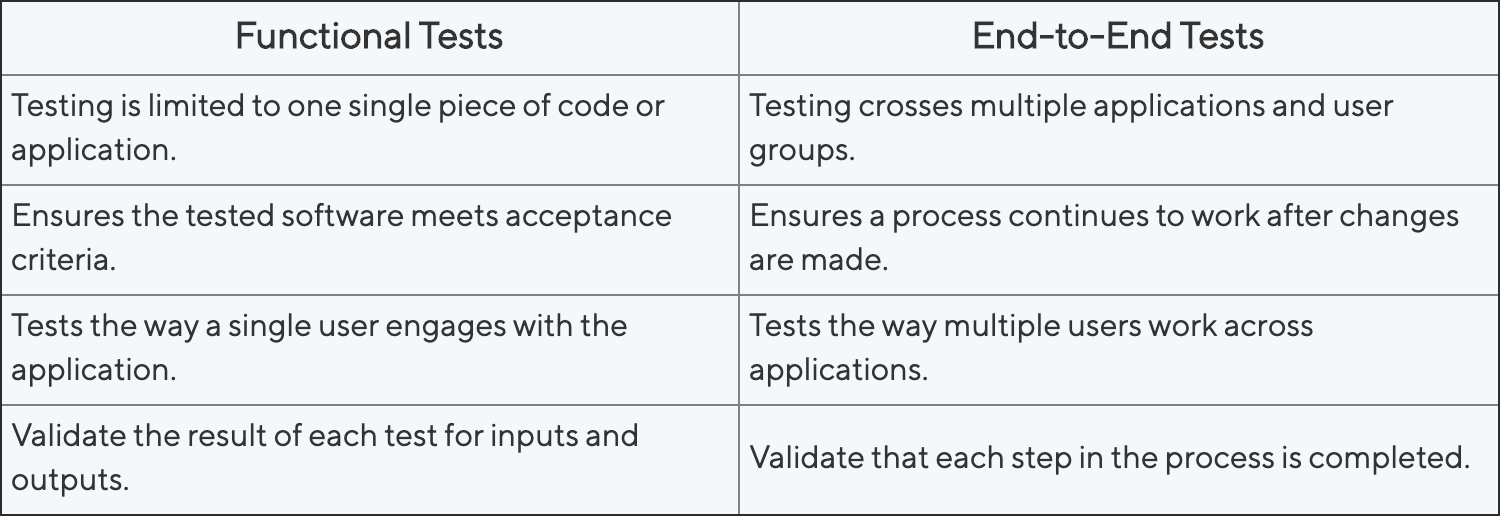 Functional Tests
End-to-End Tests
Testing is limited to one single piece of code or
application.
Testing crosses multiple applications and user
groups.
Ensures the tested software meets acceptance
criteria.
Ensures a process continues to work after changes
are made.
Tests the way a single user engages with the
application.
Tests the way multiple users work across
applications.
Validate the result of each test for inputs and
outputs.
Validate that each step in the process is completed.